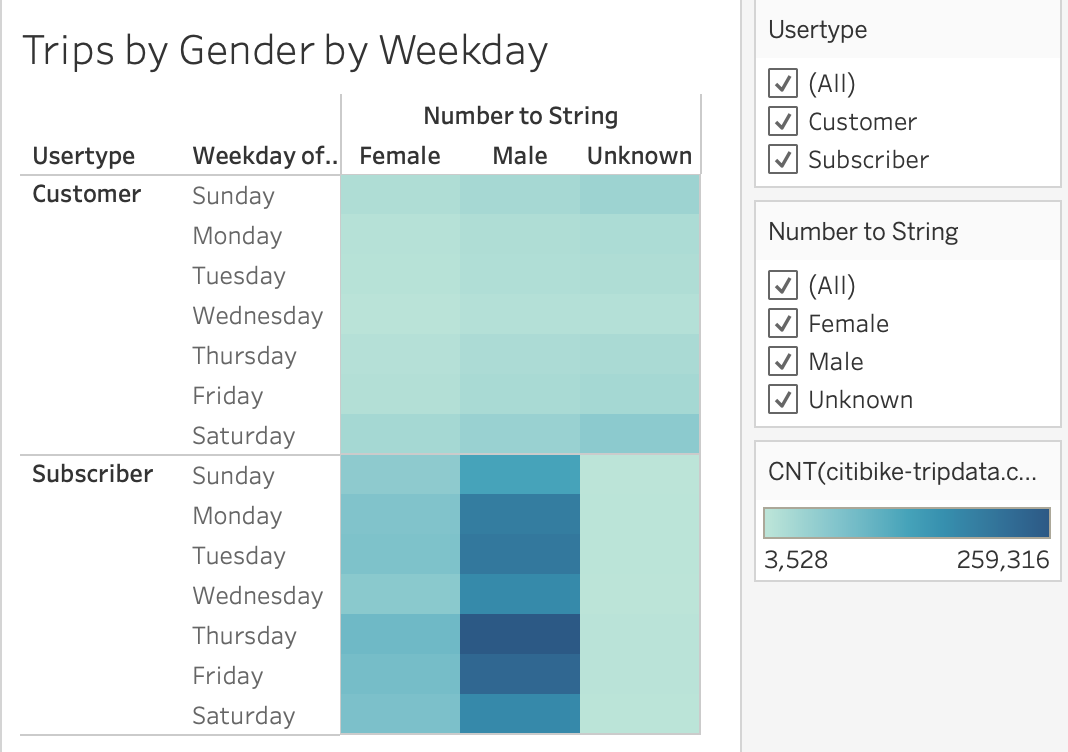 Trips by Gender by Weekday
Number to String
Usertype Weekday of.. Female Male Unknown
Customer Sunday
Monday
Tuesday
Wednesday
Thursday
Friday
Saturday
Subscriber Sunday
Monday
Tuesday
Wednesday
Thursday
Friday
Saturday
Usertype
(All)
Customer
Subscriber
Number to String
(All)
Female
Male
Unknown
CNT(citibike-tripdata.c...
3,528 259,316